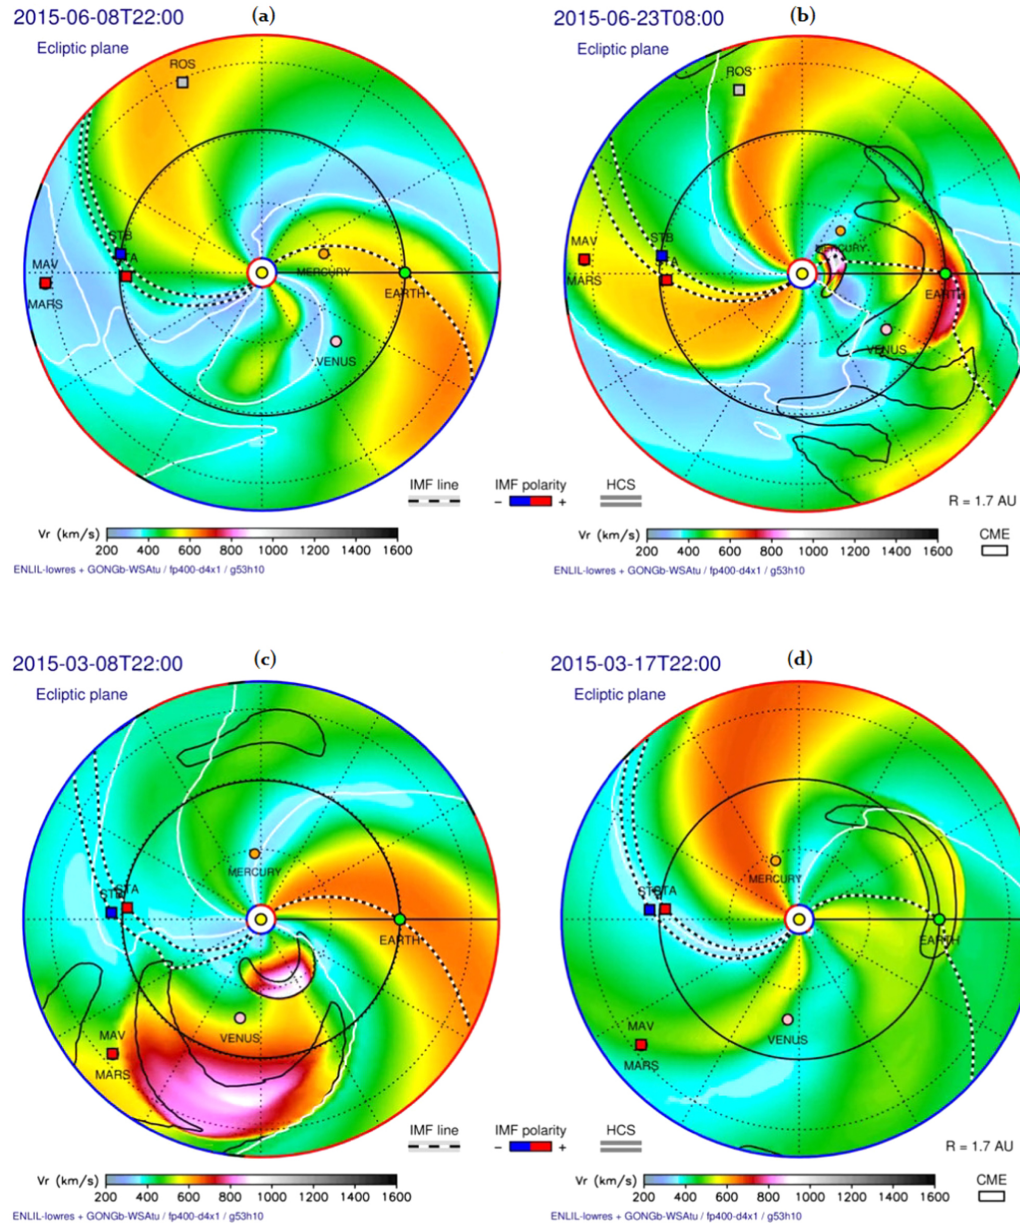 2015-06-08T22:00
(a)
Ecliptic plane
ROS
STB
STA
MAV
MARS
MERCURY
EARTH
VENUS
IMF line
IMF polarity
- +
HCS
Vr (km/s)
200 400 600 800 1000 1200 1400 1600
ENLIL-lowres + GONGb-WSAtu / fp400-d4x1 / g53h10
2015-06-23T08:00
(b)
Ecliptic plane
ROS
MAV
STB
STA
MARS
MERCURY
EARTH
VENUS
R = 1.7 AU
Vr (km/s)
200 400 600 800 1000 1200 1400 1600
CME
ENLIL-lowres + GONGb-WSAtu / fp400-d4x1 / g53h10
2015-03-08T22:00
(c)
Ecliptic plane
MERCURY
STB
STA
EARTH
VENUS
MAV
MARS
IMF line
IMF polarity
- +
HCS
Vr (km/s)
200 400 600 800 1000 1200 1400 1600
ENLIL-lowres + GONGb-WSAtu / fp400-d4x1 / g53h10
2015-03-17T22:00
(d)
Ecliptic plane
MERCURY
STB
STA
EARTH
MAV
VENUS
MARS
R = 1.7 AU
Vr (km/s)
200 400 600 800 1000 1200 1400 1600
CME
ENLIL-lowres + GONGb-WSAtu / fp400-d4x1 / g53h10